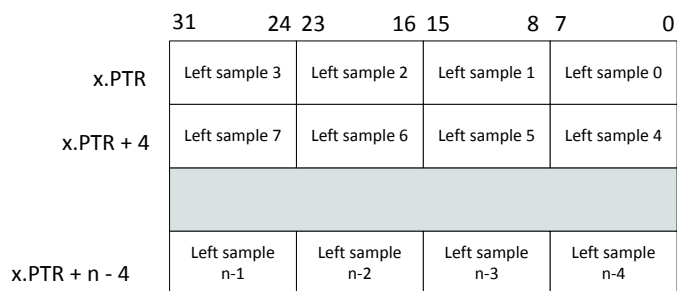 31 24 23 16 15 8 7 0
x.PTR Left sample 3 Left sample 2 Left sample 1 Left sample 0
x.PTR + 4 Left sample 7 Left sample 6 Left sample 5 Left sample 4
x.PTR + n - 4 Left sample n-1 Left sample n-2 Left sample n-3 Left sample n-4